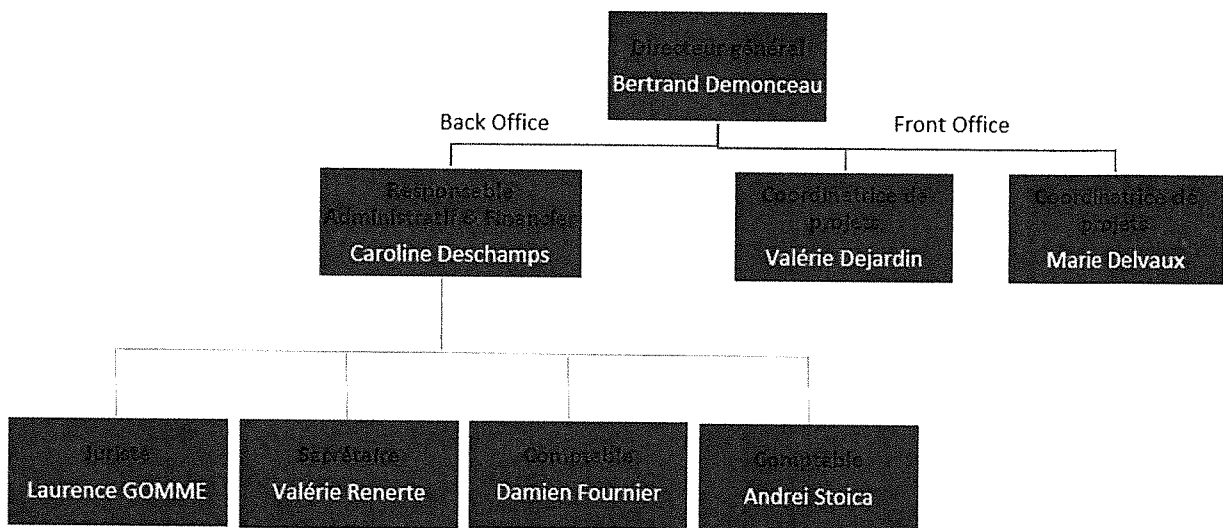 Directeur général
Bertrand Demonceau
Back Office
Front Office
Responsable
Administratif & Financier
Caroline Deschamps
Coordinatrice de
projets
Valérie Dejardin
Coordinatrice de
projets
Marie Delvaux
Juriste
Laurence GOMME
Secrétaire
Valérie Renerte
Comptable
Damien Fournier
Comptable
Andrei Stoica